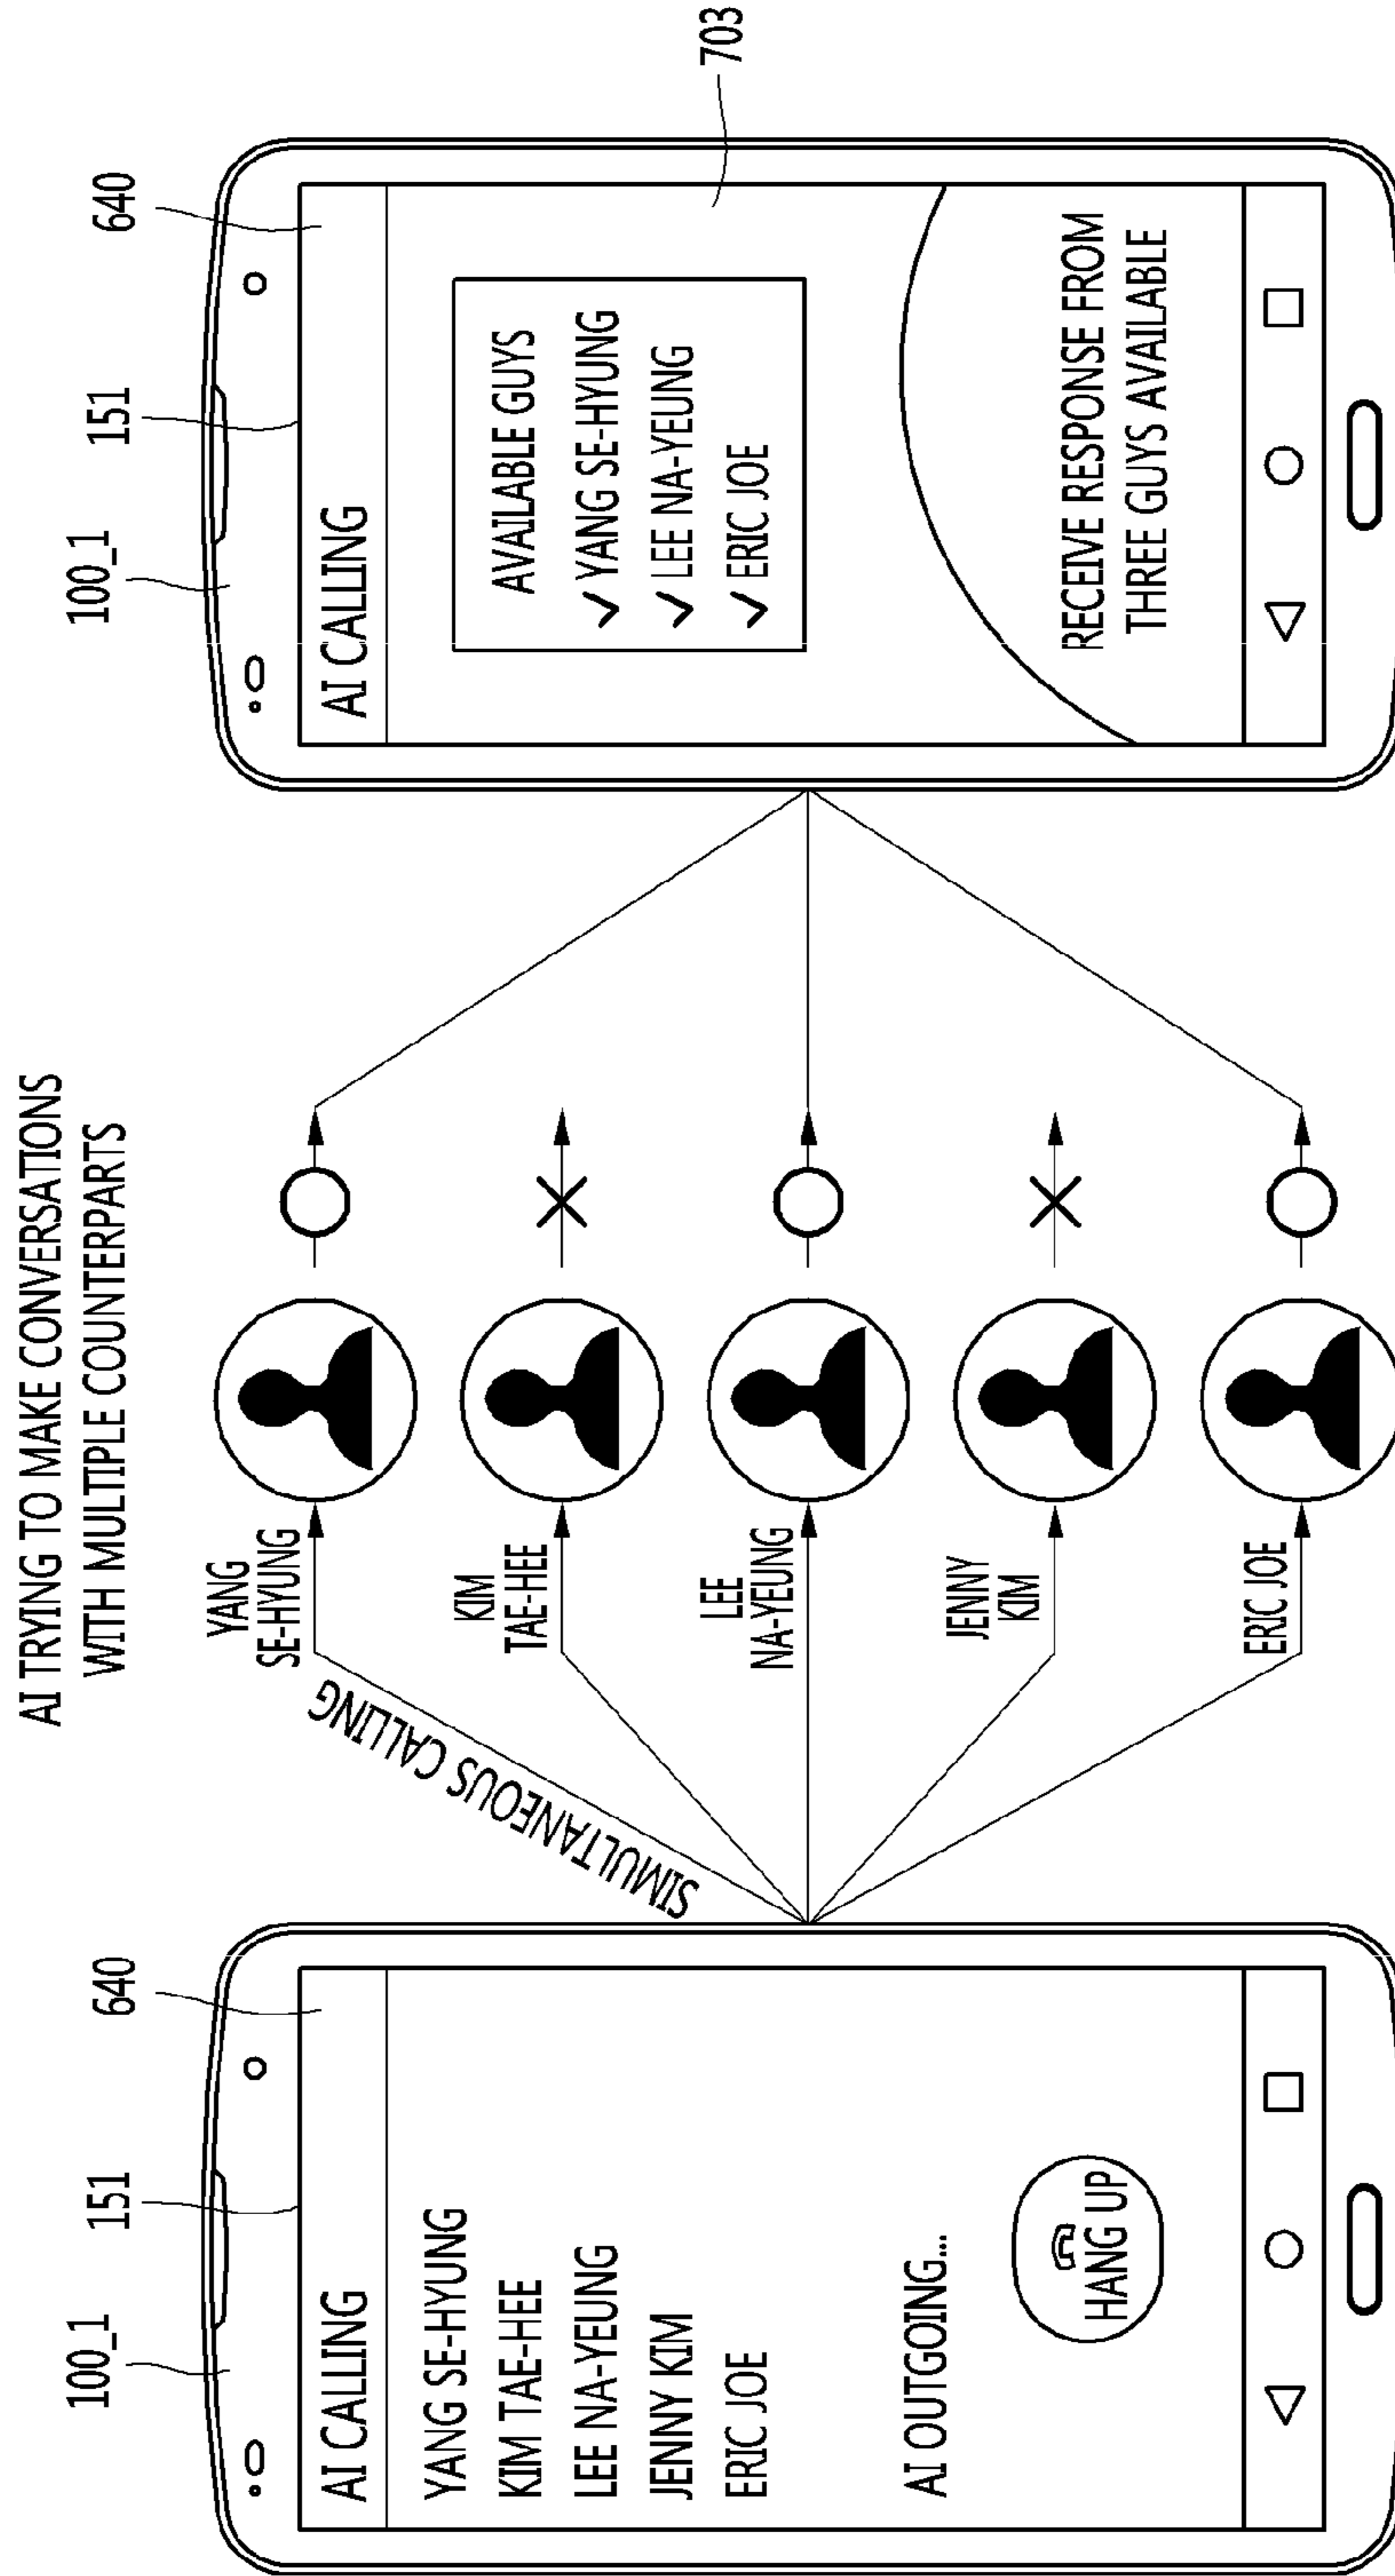 AI TRYING TO MAKE CONVERSATIONS
WITH MULTIPLE COUNTERPARTS
100_1
151
640
AI CALLING
YANG SE-HYUNG
KIM TAE-HEE
LEE NA-YEUNG
JENNY KIM
ERIC JOE
AI OUTGOING...
HANG UP
SIMULTANEOUS CALLING
YANG
SE-HYUNG
KIM
TAE-HEE
LEE
NA-YEUNG
JENNY
KIM
ERIC JOE
100_1
151
640
AI CALLING
AVAILABLE GUYS
✓ YANG SE-HYUNG
✓ LEE NA-YEUNG
✓ ERIC JOE
703
RECEIVE RESPONSE FROM
THREE GUYS AVAILABLE